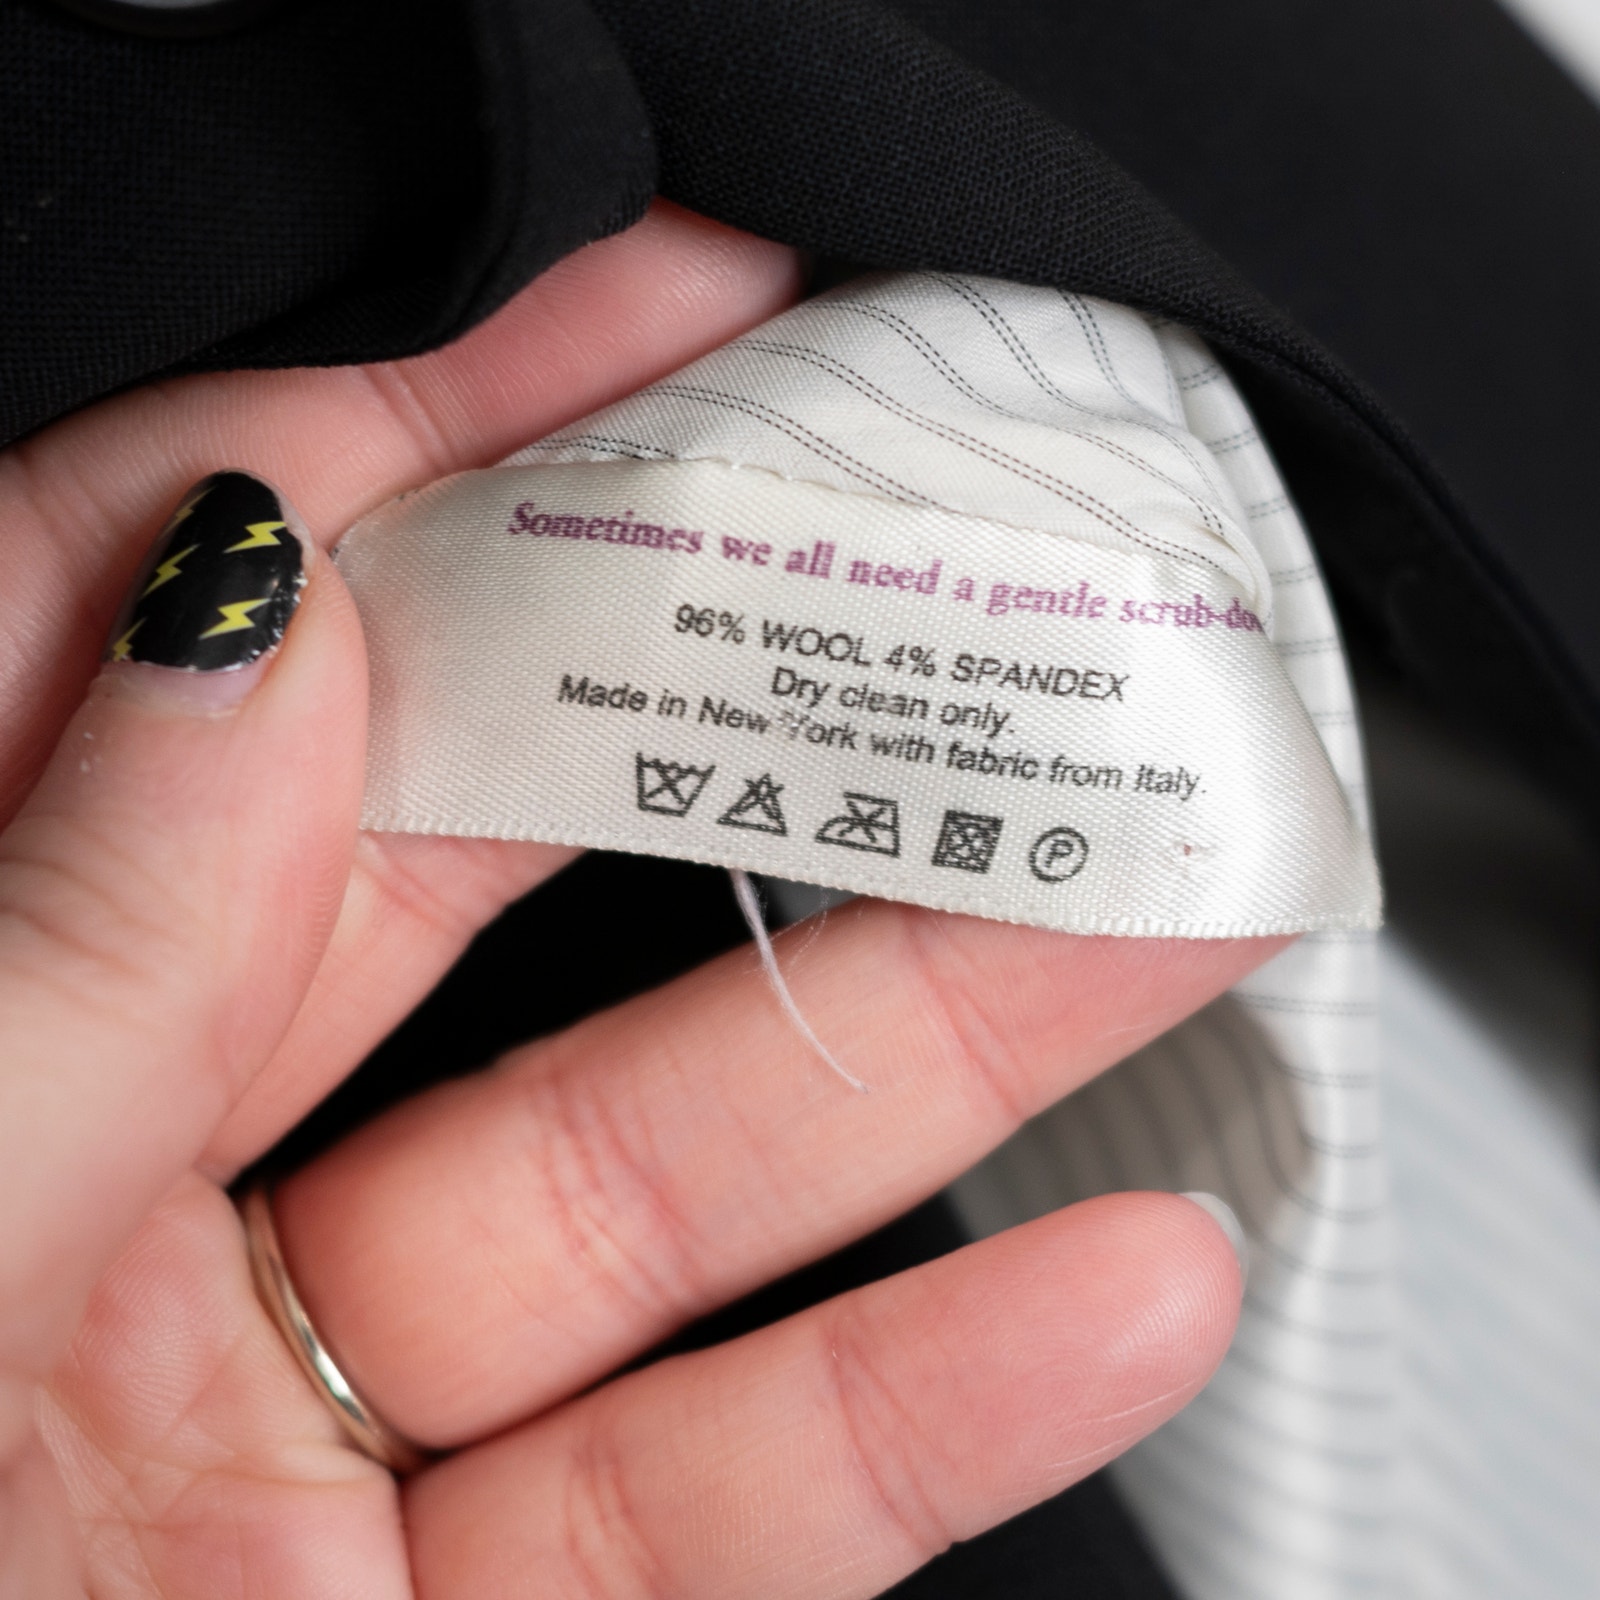 Sometimes we all need a gentle scrub-do
96% WOOL 4% SPANDEX
Dry clean only.
Made in New York with fabric from Italy.
P